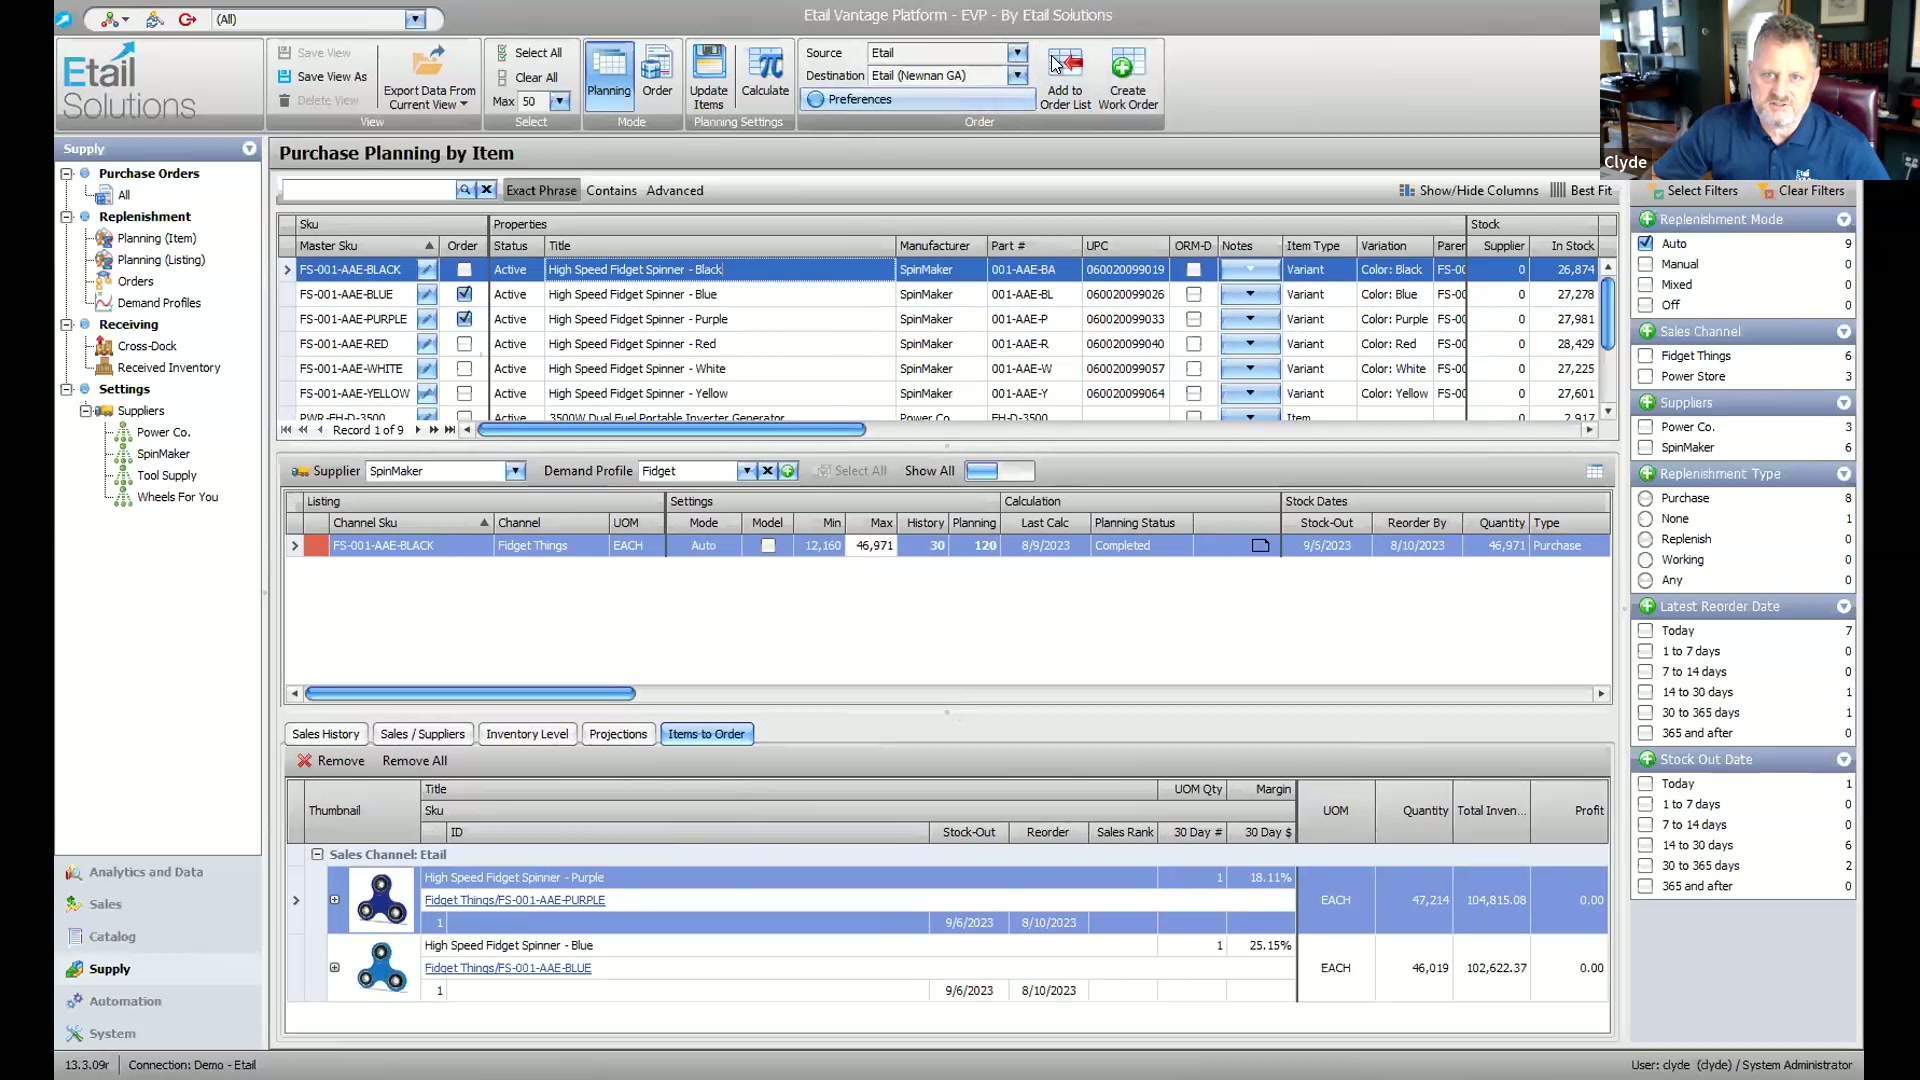 (All)
Etail Vantage Platform - EVP - By Etail Solutions
Etail
Solutions
Save View
Save View As
Delete View
Export Data From
Current View
View
Select All
Clear All
Max 50
Select
Planning
Order
Mode
Update
Items
Calculate
Planning Settings
Source Etail
Destination Etail (Newnan GA)
Preferences
Add to
Order List
Create
Work Order
Order
Clyde
Etail
Supply
Purchase Orders
All
Replenishment
Planning (Item)
Planning (Listing)
Orders
Demand Profiles
Receiving
Cross-Dock
Received Inventory
Settings
Suppliers
Power Co.
SpinMaker
Tool Supply
Wheels For You
Analytics and Data
Sales
Catalog
Supply
Automation
System
Purchase Planning by Item
Exact Phrase Contains Advanced Show/Hide Columns Best Fit
Sku Properties Stock
Master Sku Order Status Title Manufacturer Part # UPC ORM-D Notes Item Type Variation Parer Supplier In Stock
FS-001-AAE-BLACK Active High Speed Fidget Spinner - Black SpinMaker 001-AAE-BA 060020099019 Variant Color: Black FS-00 0 26,874
FS-001-AAE-BLUE Active High Speed Fidget Spinner - Blue SpinMaker 001-AAE-BL 060020099026 Variant Color: Blue FS-00 0 27,278
FS-001-AAE-PURPLE Active High Speed Fidget Spinner - Purple SpinMaker 001-AAE-P 060020099033 Variant Color: Purple FS-00 0 27,981
FS-001-AAE-RED Active High Speed Fidget Spinner - Red SpinMaker 001-AAE-R 060020099040 Variant Color: Red FS-00 0 28,429
FS-001-AAE-WHITE Active High Speed Fidget Spinner - White SpinMaker 001-AAE-W 060020099057 Variant Color: White FS-00 0 27,225
FS-001-AAE-YELLOW Active High Speed Fidget Spinner - Yellow SpinMaker 001-AAE-Y 060020099064 Variant Color: Yellow FS-00 0 27,601
PWR-FH-D-3500 Active 3500W Dual Fuel Portable Inverter Generator Power Co. FH-D-3500 Item 0 2,917
Record 1 of 9
Supplier SpinMaker Demand Profile Fidget Select All Show All
Listing Settings Calculation Stock Dates
Channel Sku Channel UOM Mode Model Min Max History Planning Last Calc Planning Status Stock-Out Reorder By Quantity Type
FS-001-AAE-BLACK Fidget Things EACH Auto 12,160 46,971 30 120 8/9/2023 Completed 9/5/2023 8/10/2023 46,971 Purchase
Sales History Sales / Suppliers Inventory Level Projections Items to Order
Remove Remove All
Thumbnail Title UOM Qty Margin UOM Quantity Total Inven... Profit
Sku
ID Stock-Out Reorder Sales Rank 30 Day # 30 Day $
Sales Channel: Etail
High Speed Fidget Spinner - Purple 1 18.11%
Fidget Things/FS-001-AAE-PURPLE EACH 47,214 104,815.08 0.00
1 9/6/2023 8/10/2023
High Speed Fidget Spinner - Blue 1 25.15%
Fidget Things/FS-001-AAE-BLUE EACH 46,019 102,622.37 0.00
1 9/6/2023 8/10/2023
Select Filters Clear Filters
Replenishment Mode
Auto 9
Manual 0
Mixed 0
Off 0
Sales Channel
Fidget Things 6
Power Store 3
Suppliers
Power Co. 3
SpinMaker 6
Replenishment Type
Purchase 8
None 1
Replenish 0
Working 0
Any 0
Latest Reorder Date
Today 7
1 to 7 days 0
7 to 14 days 0
14 to 30 days 1
30 to 365 days 1
365 and after 0
Stock Out Date
Today 1
1 to 7 days 0
7 to 14 days 0
14 to 30 days 6
30 to 365 days 2
365 and after 0
13.3.09r Connection: Demo - Etail User: clyde (clyde) / System Administrator